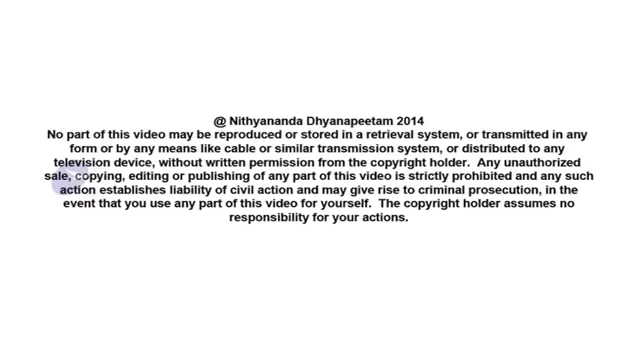 @ Nithyananda Dhyanapeetam 2014
No part of this video may be reproduced or stored in a retrieval system, or transmitted in any
form or by any means like cable or similar transmission system, or distributed to any
television device, without written permission from the copyright holder.  Any unauthorized
sale, copying, editing or publishing of any part of this video is strictly prohibited and any such
action establishes liability of civil action and may give rise to criminal prosecution, in the
event that you use any part of this video for yourself.  The copyright holder assumes no
responsibility for your actions.